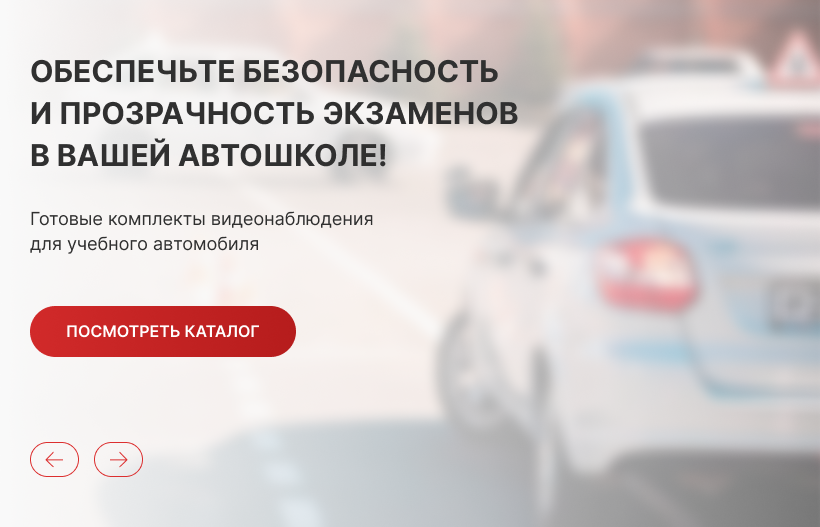 ОБЕСПЕЧЬТЕ БЕЗОПАСНОСТЬ
И ПРОЗРАЧНОСТЬ ЭКЗАМЕНОВ
В ВАШЕЙ АВТОШКОЛЕ!
Готовые комплекты видеонаблюдения
для учебного автомобиля
ПОСМОТРЕТЬ КАТАЛОГ